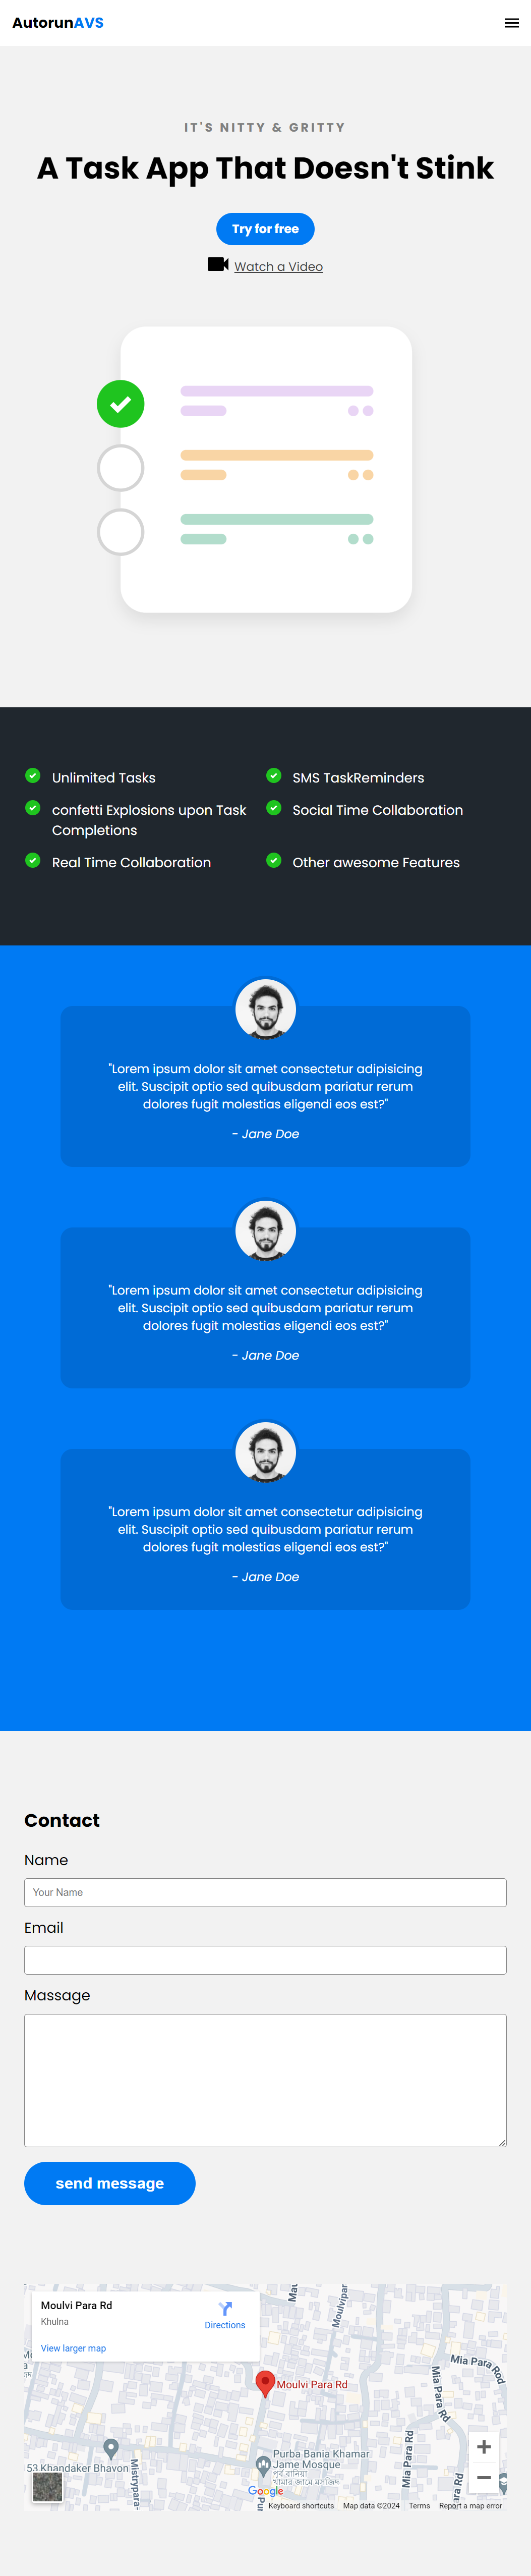 AutorunAVS
IT'S NITTY & GRITTY
A Task App That Doesn't Stink
Try for free
Watch a Video
Unlimited Tasks
SMS TaskReminders
confetti Explosions upon Task
Completions
Social Time Collaboration
Real Time Collaboration
Other awesome Features
"Lorem ipsum dolor sit amet consectetur adipisicing
elit. Suscipit optio sed quibusdam pariatur rerum
dolores fugit molestias eligendi eos est?"
- Jane Doe
"Lorem ipsum dolor sit amet consectetur adipisicing
elit. Suscipit optio sed quibusdam pariatur rerum
dolores fugit molestias eligendi eos est?"
- Jane Doe
"Lorem ipsum dolor sit amet consectetur adipisicing
elit. Suscipit optio sed quibusdam pariatur rerum
dolores fugit molestias eligendi eos est?"
- Jane Doe
Contact
Name
Your Name
Email
Massage
send message
Moulvi Para Rd
Khulna
Directions
View larger map
Moulvipar
Mia Para Rod
Mia Para Rd
Moulvi Para Rd
53 Khandaker Bhavon
Mistrypara-
Purba Bania Khamar
Jame Mosque
পূর্ব বানিয়া
খামার জামে মসজিদ
Mia Para Rd
ara Rd
Google
Keyboard shortcuts
Map data ©2024
Terms
Report a map error